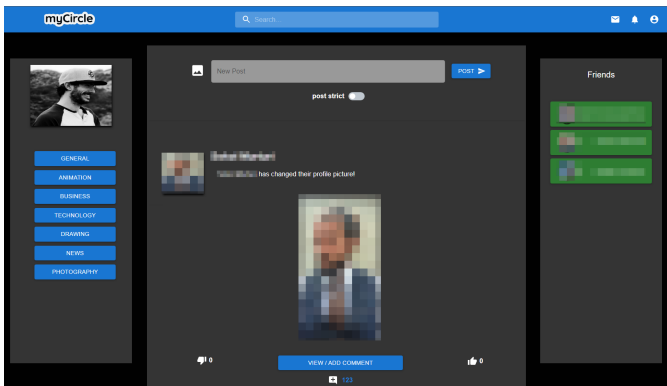 myCircle
Search...
New Post
POST
post strict
Friends
GENERAL
ANIMATION
BUSINESS
TECHNOLOGY
DRAWING
NEWS
PHOTOGRAPHY
has changed their profile picture!
0
VIEW / ADD COMMENT
0
133